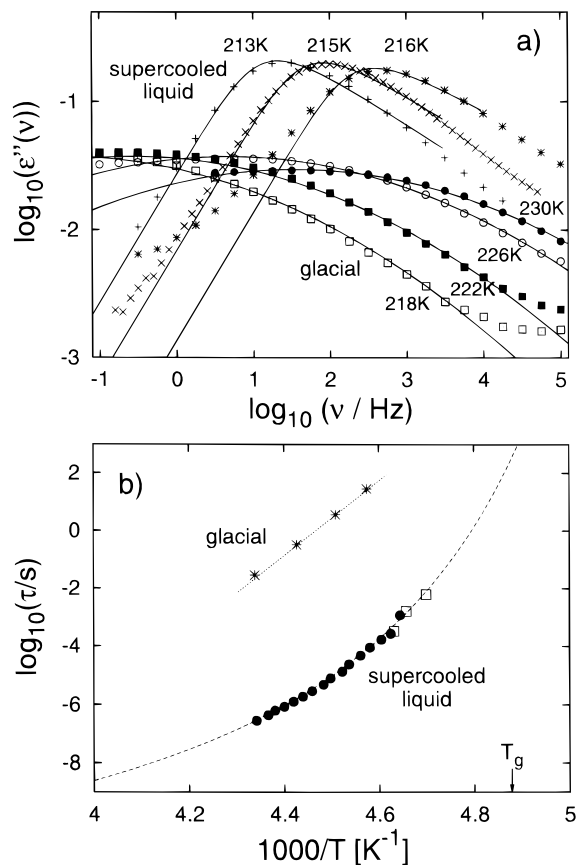 a)
213K 215K 216K
supercooled
liquid
log10(ε''(ν))
-1
-2
-3
230K
226K
glacial
222K
218K
-1 0 1 2 3 4 5
log10 (ν / Hz)
b)
2
0
-2
-4
-6
-8
log10(τ/s)
glacial
supercooled
liquid
Tg
4 4.2 4.4 4.6 4.8 5
1000/T [K-1]